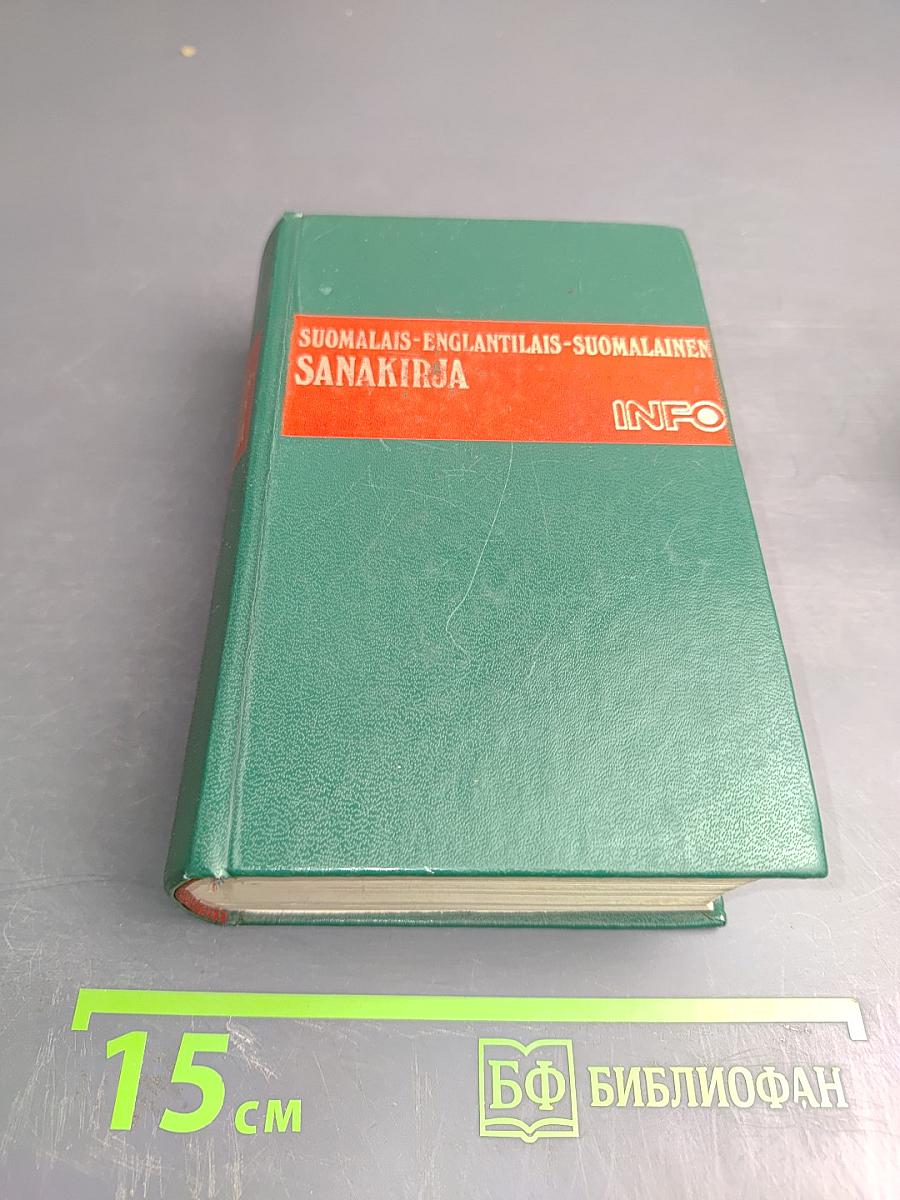 SUOMALAIS-ENGLANTILAIS-SUOMALAINEN
SANAKIRJA
INFO
15 см
БФ БИБЛИОФАН